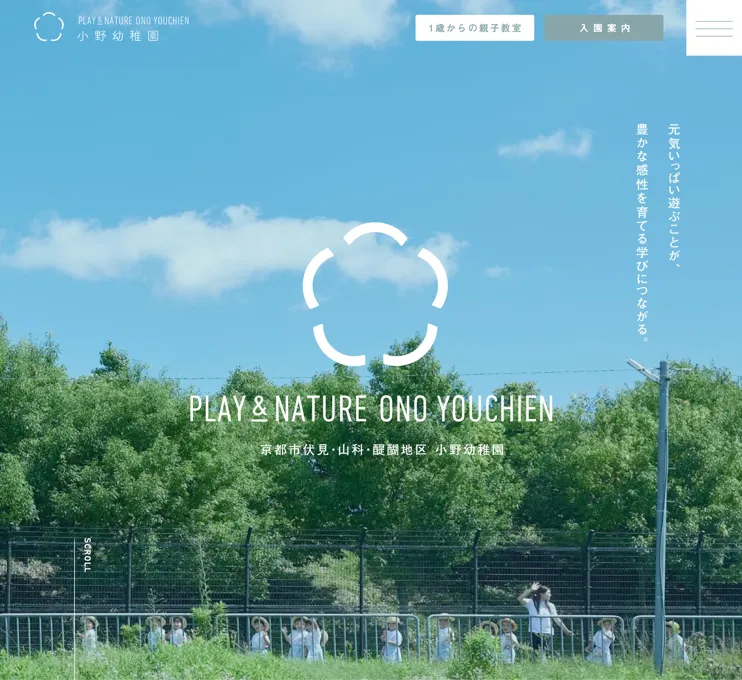 PLAY & NATURE ONO YOUCHIEN
小野幼稚園
1歳からの親子教室
入園案内
元気いっぱい遊ぶことが、
豊かな感性を育てる学びにつながる。
PLAY & NATURE ONO YOUCHIEN
京都市伏見・山科・醍醐地区 小野幼稚園
SCROLL